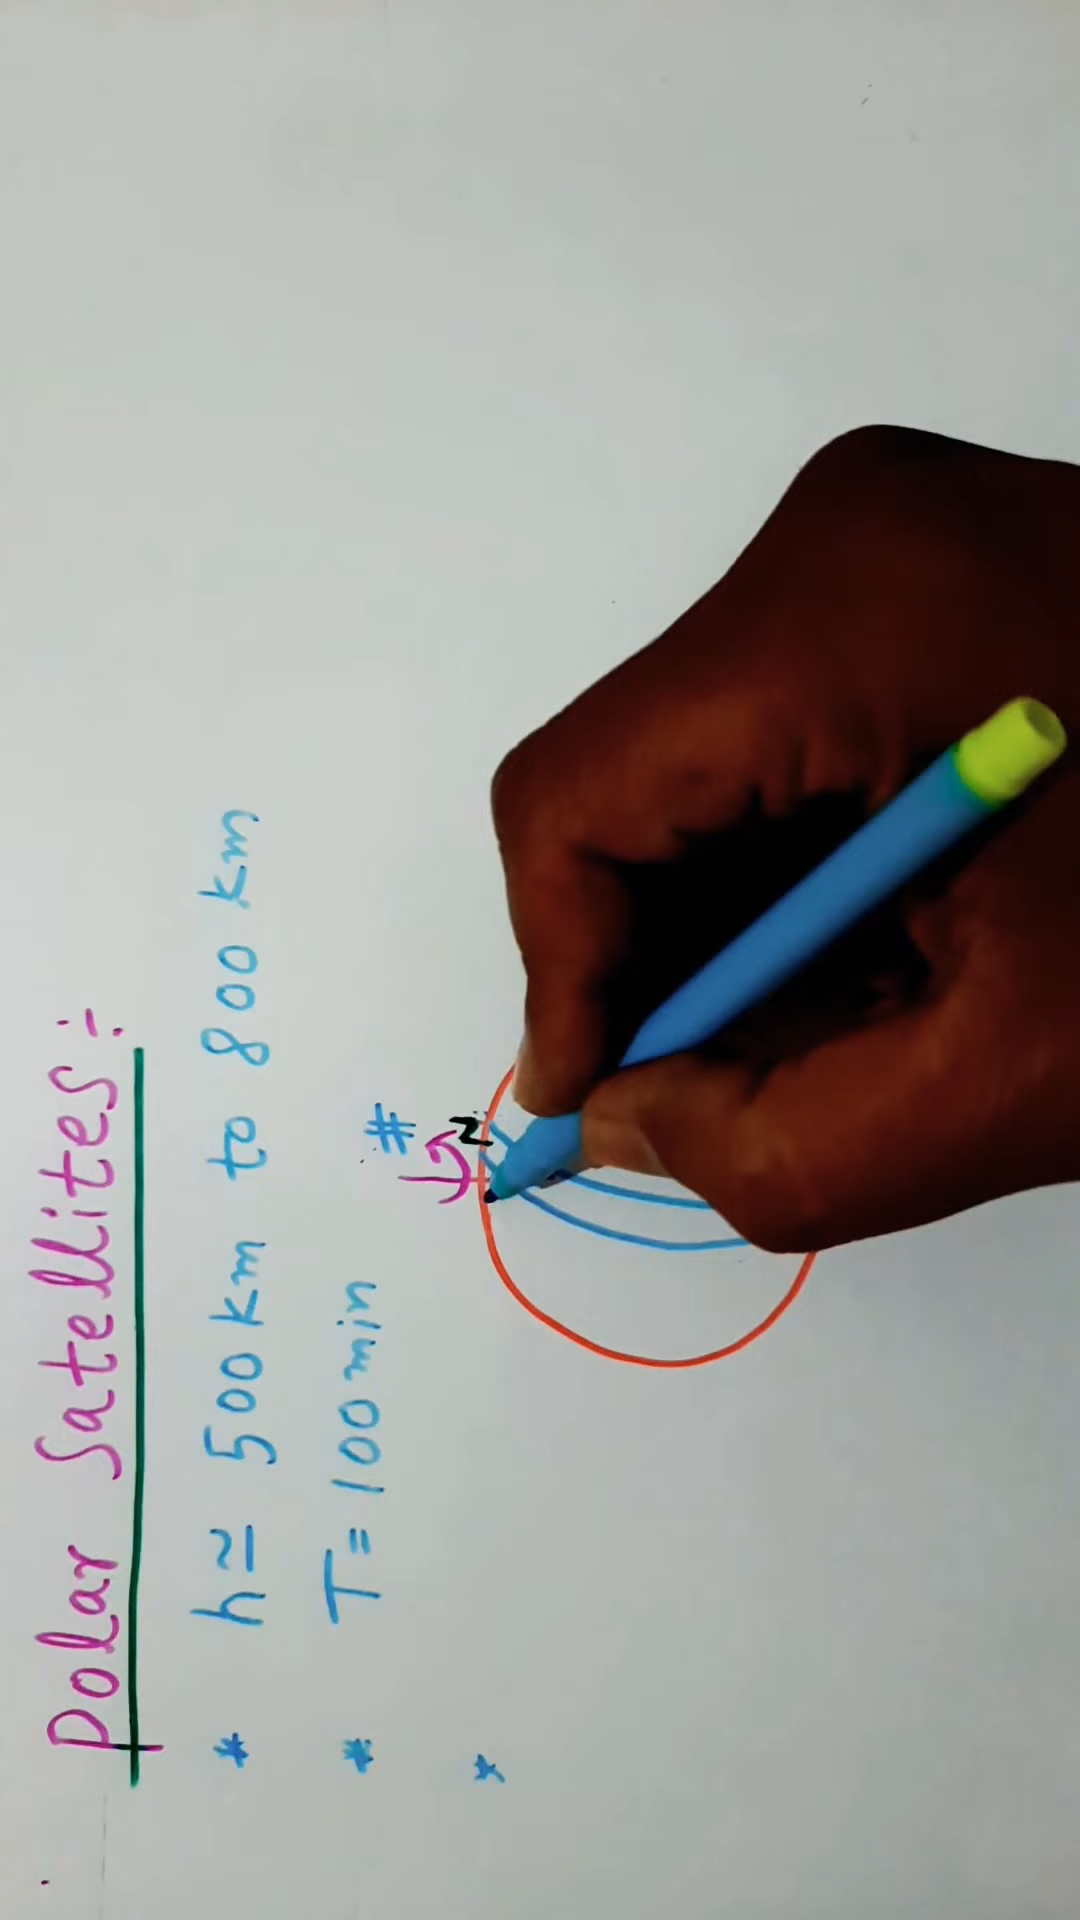 Polar Satellites :-
* h ≃ 500 km to 800 km
* T = 100 min
#
*
N